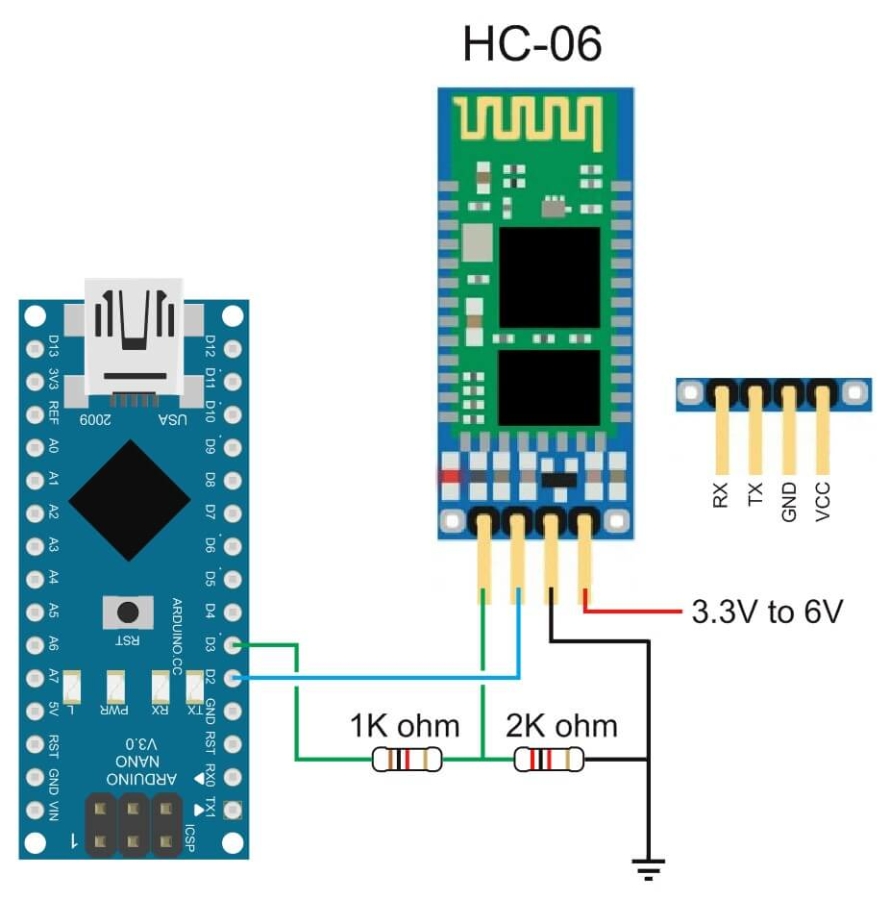 HC-06
D13
3V3
REF
A0
A1
A2
A3
A4
A5
A6
A7
5V
RST
GND
VIN
D12
D11
D10
D9
D8
D7
D6
D5
D4
D3
D2
GND
RST
RX0
TX1
USA
2009
RST
ARDUINO.CC
TX
RX
PWR
L
ARDUINO
NANO
V3.0
ICSP
1
RX
TX
GND
VCC
3.3V to 6V
1K ohm
2K ohm